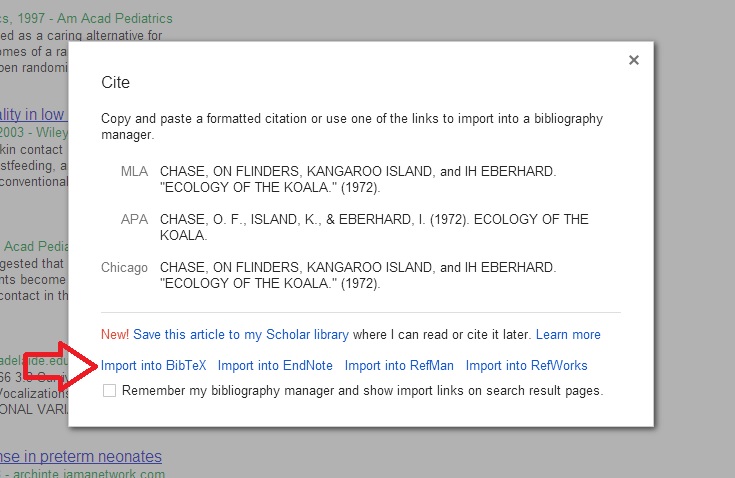 cs, 1997 - Am Acad Pediatrics
ed as a caring alternative for
omes of a ra
pen randomi
ality in low
2003 - Wiley
kin contact
stfeeding, a
conventional
Acad Pedia
gested that
nts become
contact in th
adelaide.edu
66 3.3
Vocalizations
ONAL VARI
nse in preterm neonates
- archinte.jamanetwork.com
×
Cite
Copy and paste a formatted citation or use one of the links to import into a bibliography
manager.
MLA CHASE, ON FLINDERS, KANGAROO ISLAND, and IH EBERHARD.
"ECOLOGY OF THE KOALA." (1972).
APA CHASE, O. F., ISLAND, K., & EBERHARD, I. (1972). ECOLOGY OF THE
KOALA.
Chicago CHASE, ON FLINDERS, KANGAROO ISLAND, and IH EBERHARD.
"ECOLOGY OF THE KOALA." (1972).
New! Save this article to my Scholar library where I can read or cite it later. Learn more
Import into BibTeX Import into EndNote Import into RefMan Import into RefWorks
Remember my bibliography manager and show import links on search result pages.